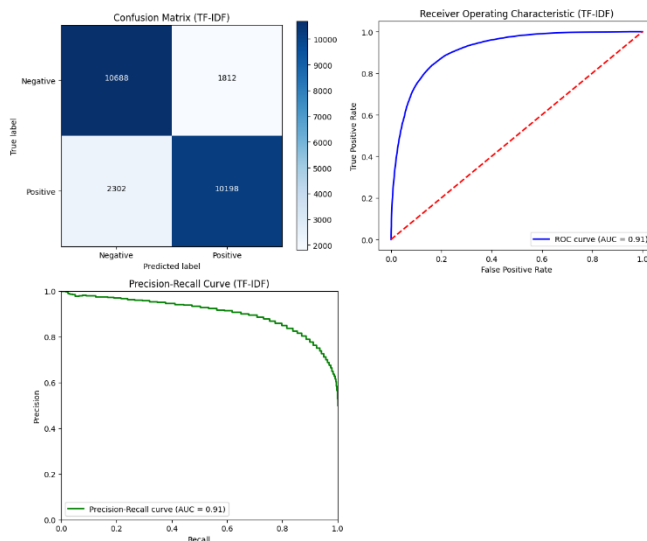 Confusion Matrix (TF-IDF)
True label
Negative
Positive
10688 1812
2302 10198
Negative Positive
Predicted label
10000
9000
8000
7000
6000
5000
4000
3000
2000
Receiver Operating Characteristic (TF-IDF)
True Positive Rate
1.0
0.8
0.6
0.4
0.2
0.0
ROC curve (AUC = 0.91)
0.0 0.2 0.4 0.6 0.8 1.0
False Positive Rate
Precision-Recall Curve (TF-IDF)
Precision
1.0
0.8
0.6
0.4
0.2
0.0
Precision-Recall curve (AUC = 0.91)
0.0 0.2 0.4 0.6 0.8 1.0
Recall